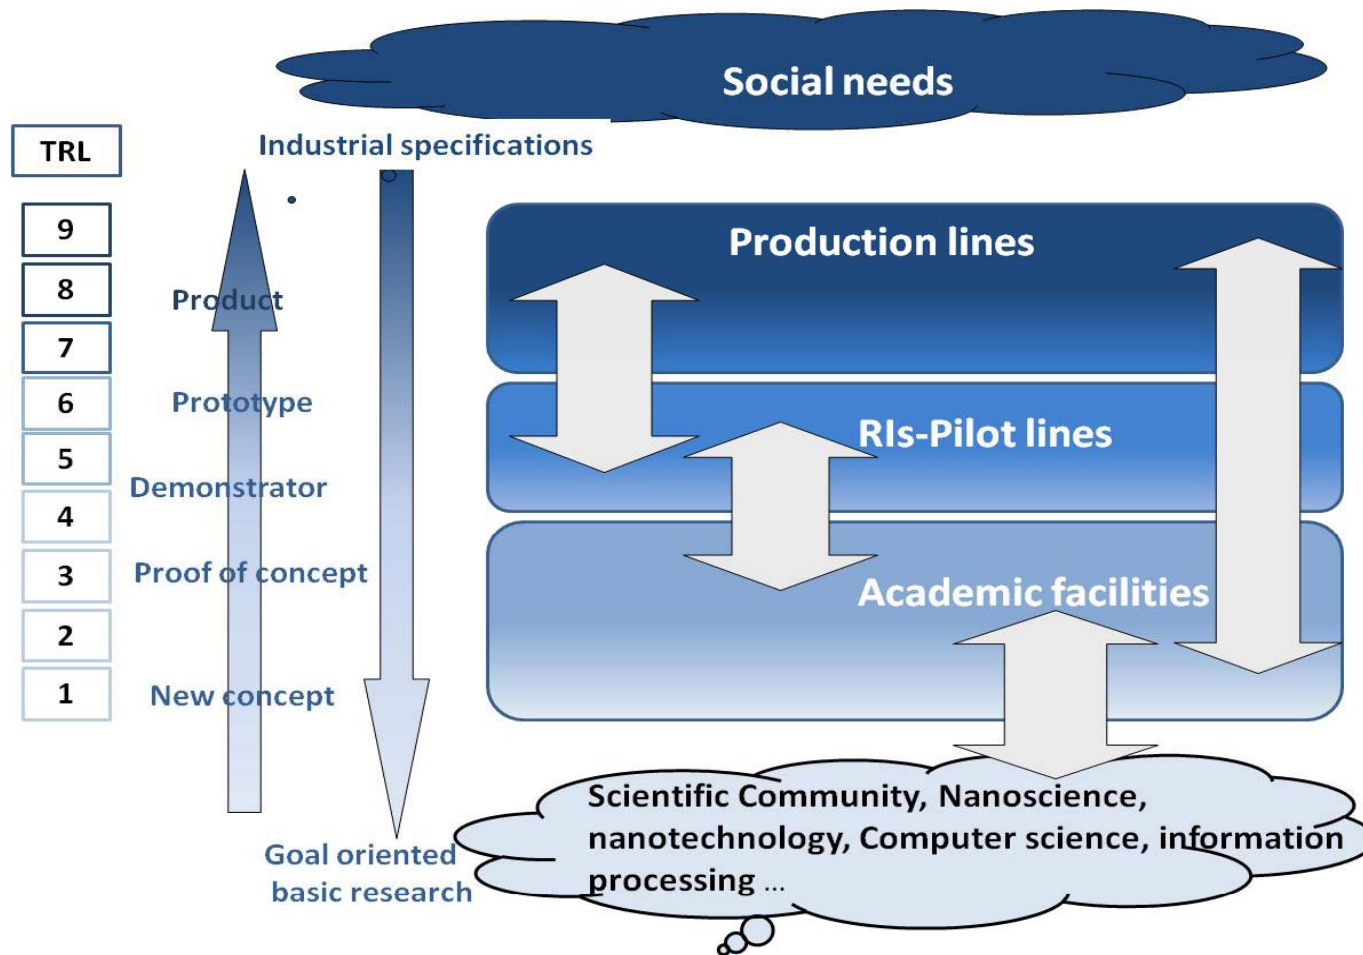 Social needs
TRL
Industrial specifications
9
Production lines
8
Product
7
6
Prototype
RIs-Pilot lines
5
Demonstrator
4
3
Proof of concept
Academic facilities
2
1
New concept
Scientific Community, Nanoscience,
nanotechnology, Computer science, information
processing ...
Goal oriented
basic research